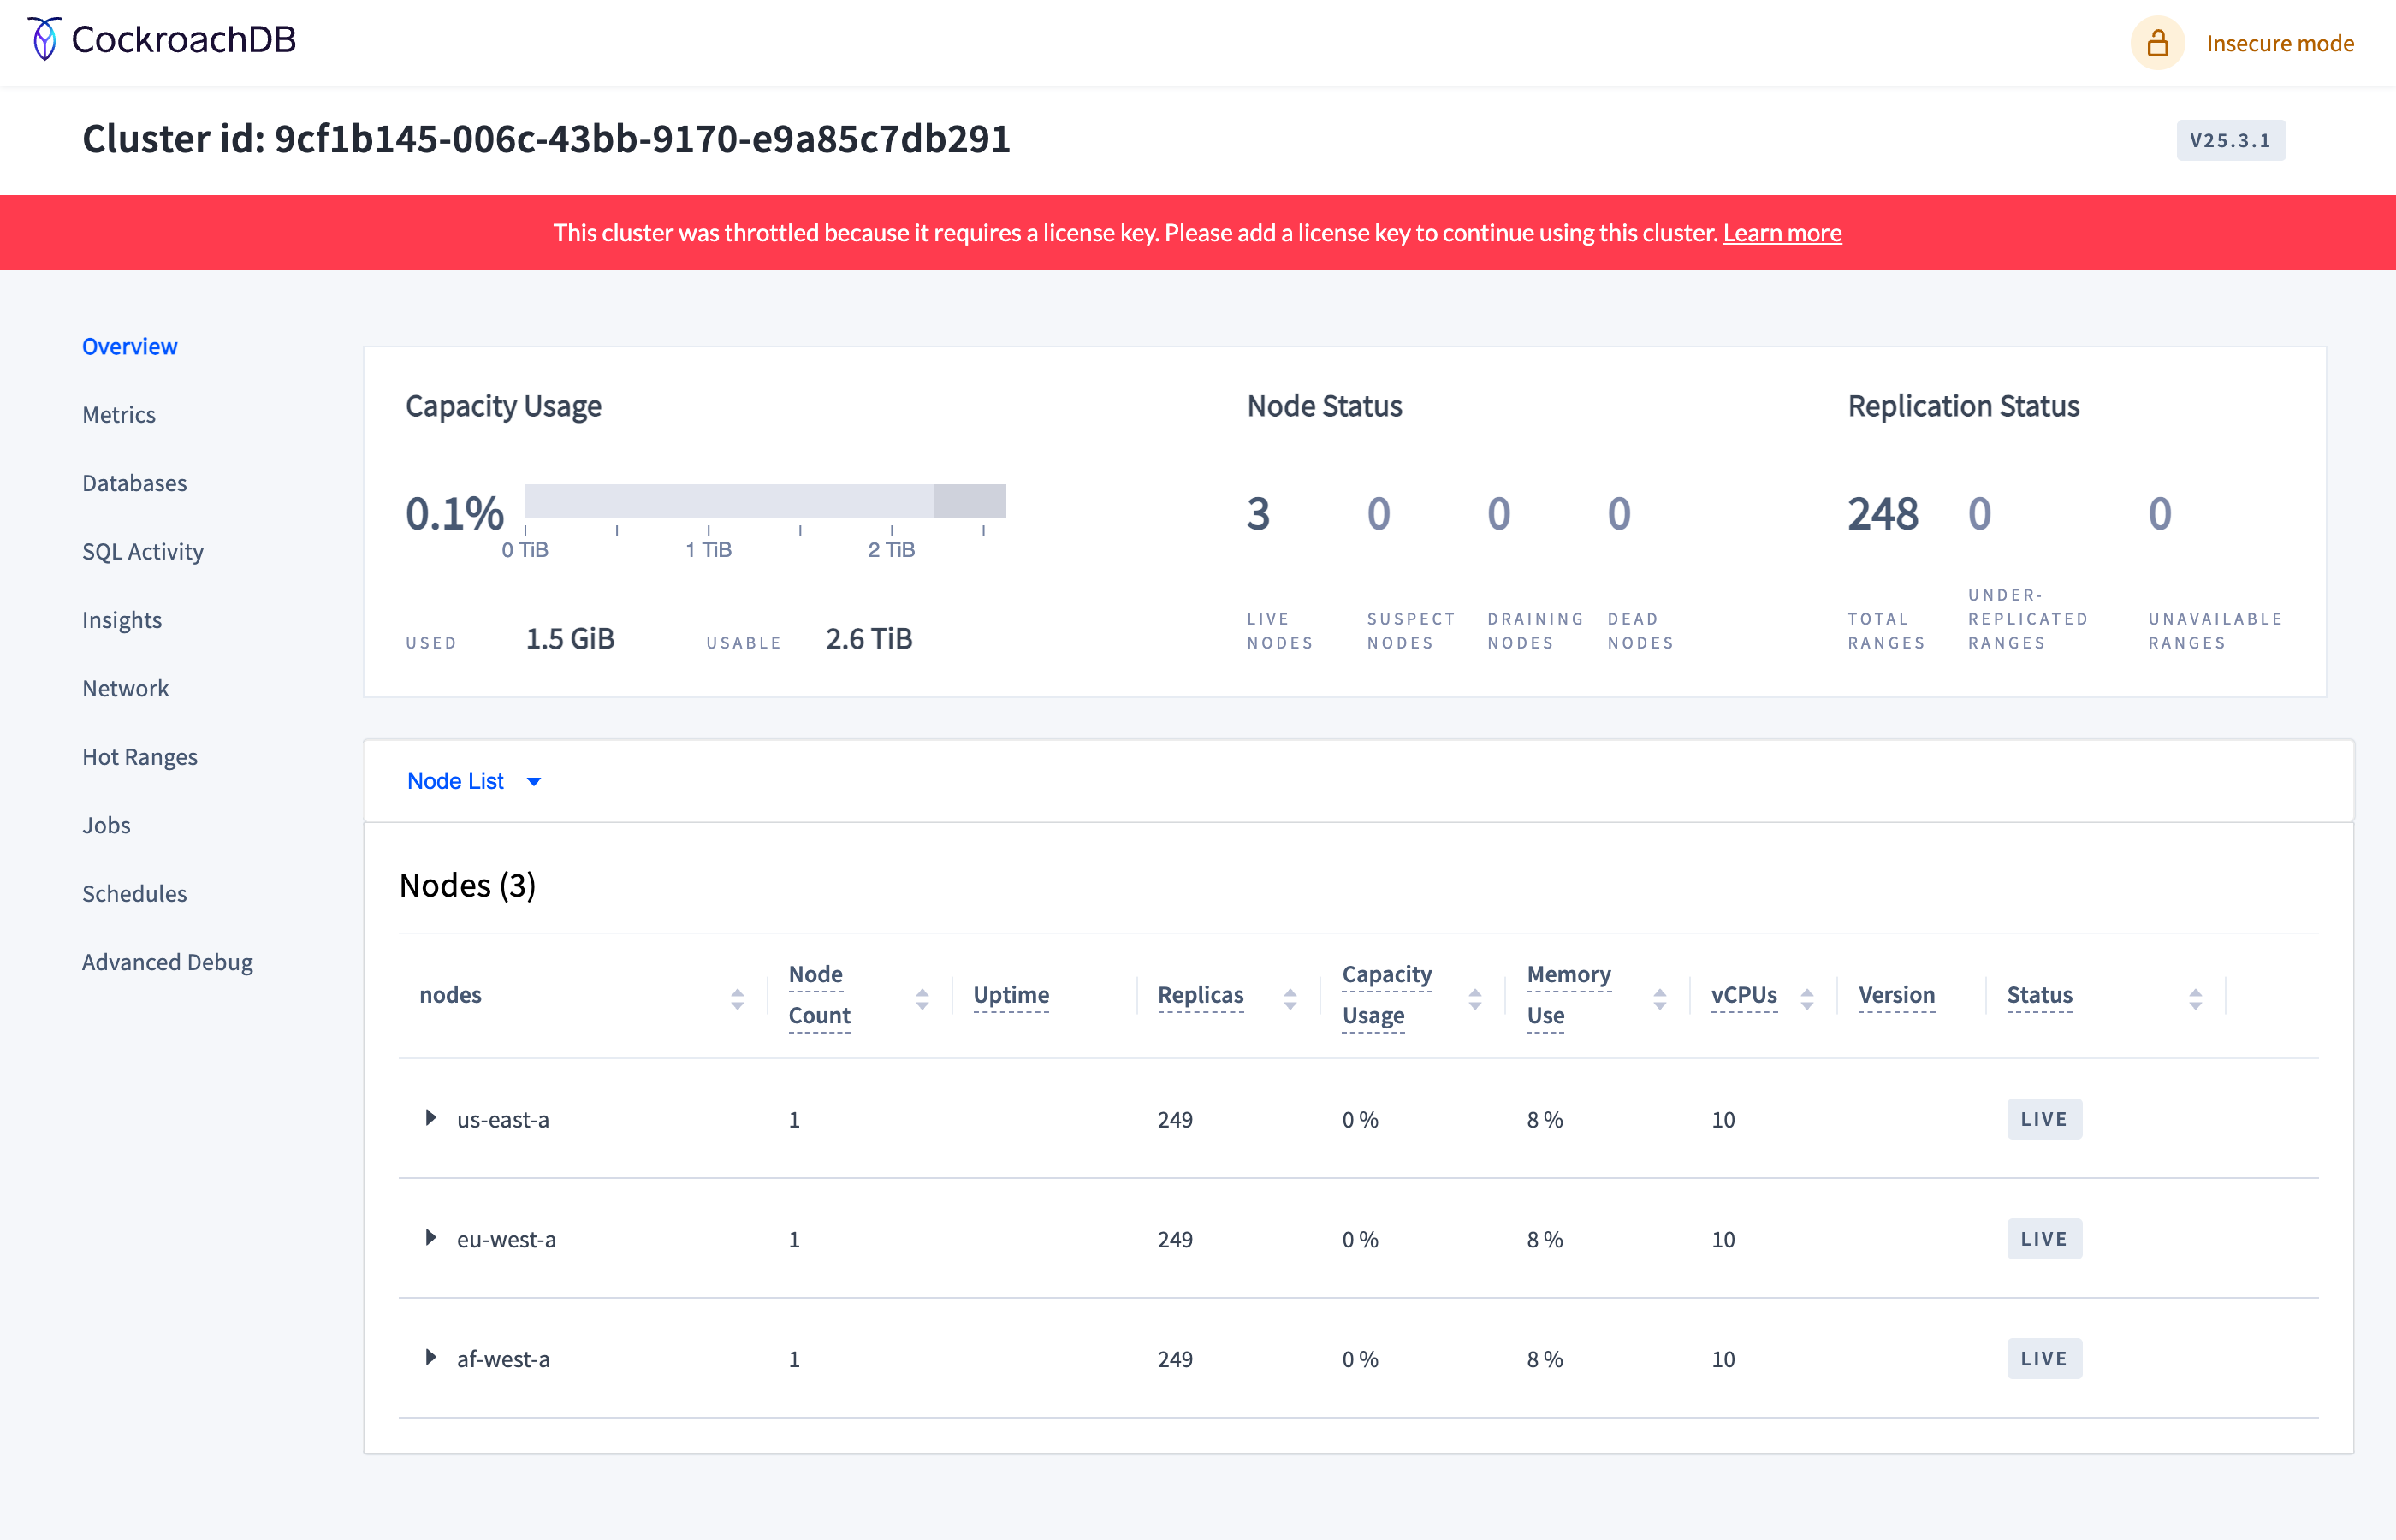 CockroachDB
Insecure mode
Cluster id: 9cf1b145-006c-43bb-9170-e9a85c7db291
V25.3.1
This cluster was throttled because it requires a license key. Please add a license key to continue using this cluster. Learn more
Overview
Metrics
Databases
SQL Activity
Insights
Network
Hot Ranges
Jobs
Schedules
Advanced Debug
Capacity Usage
0.1%
0 TiB 1 TiB 2 TiB
USED 1.5 GiB USABLE 2.6 TiB
Node Status
3 0 0 0
LIVE NODES
SUSPECT NODES
DRAINING NODES
DEAD NODES
Replication Status
248 0 0
TOTAL RANGES
UNDER-REPLICATED RANGES
UNAVAILABLE RANGES
Node List
Nodes (3)
nodes Node Count Uptime Replicas Capacity Usage Memory Use vCPUs Version Status
us-east-a 1 249 0 % 8 % 10 LIVE
eu-west-a 1 249 0 % 8 % 10 LIVE
af-west-a 1 249 0 % 8 % 10 LIVE